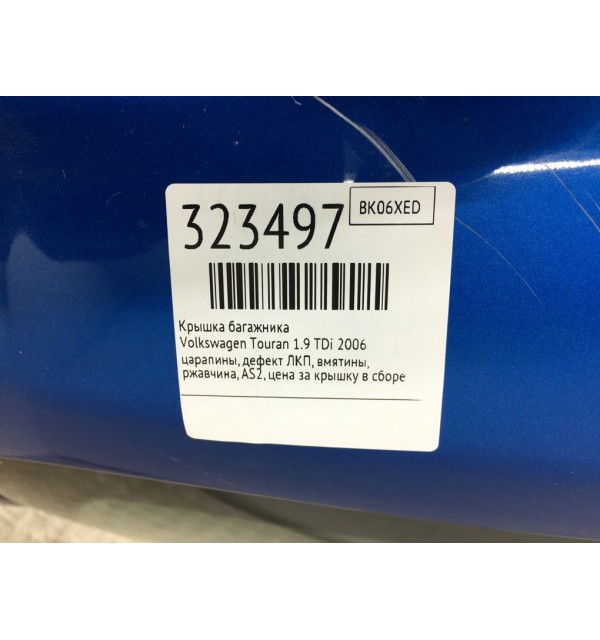 323497
BK06XED
Крышка багажника
Volkswagen Touran 1.9 TDi 2006
царапины, дефект ЛКП, вмятины,
ржавчина, AS2, цена за крышку в сборе